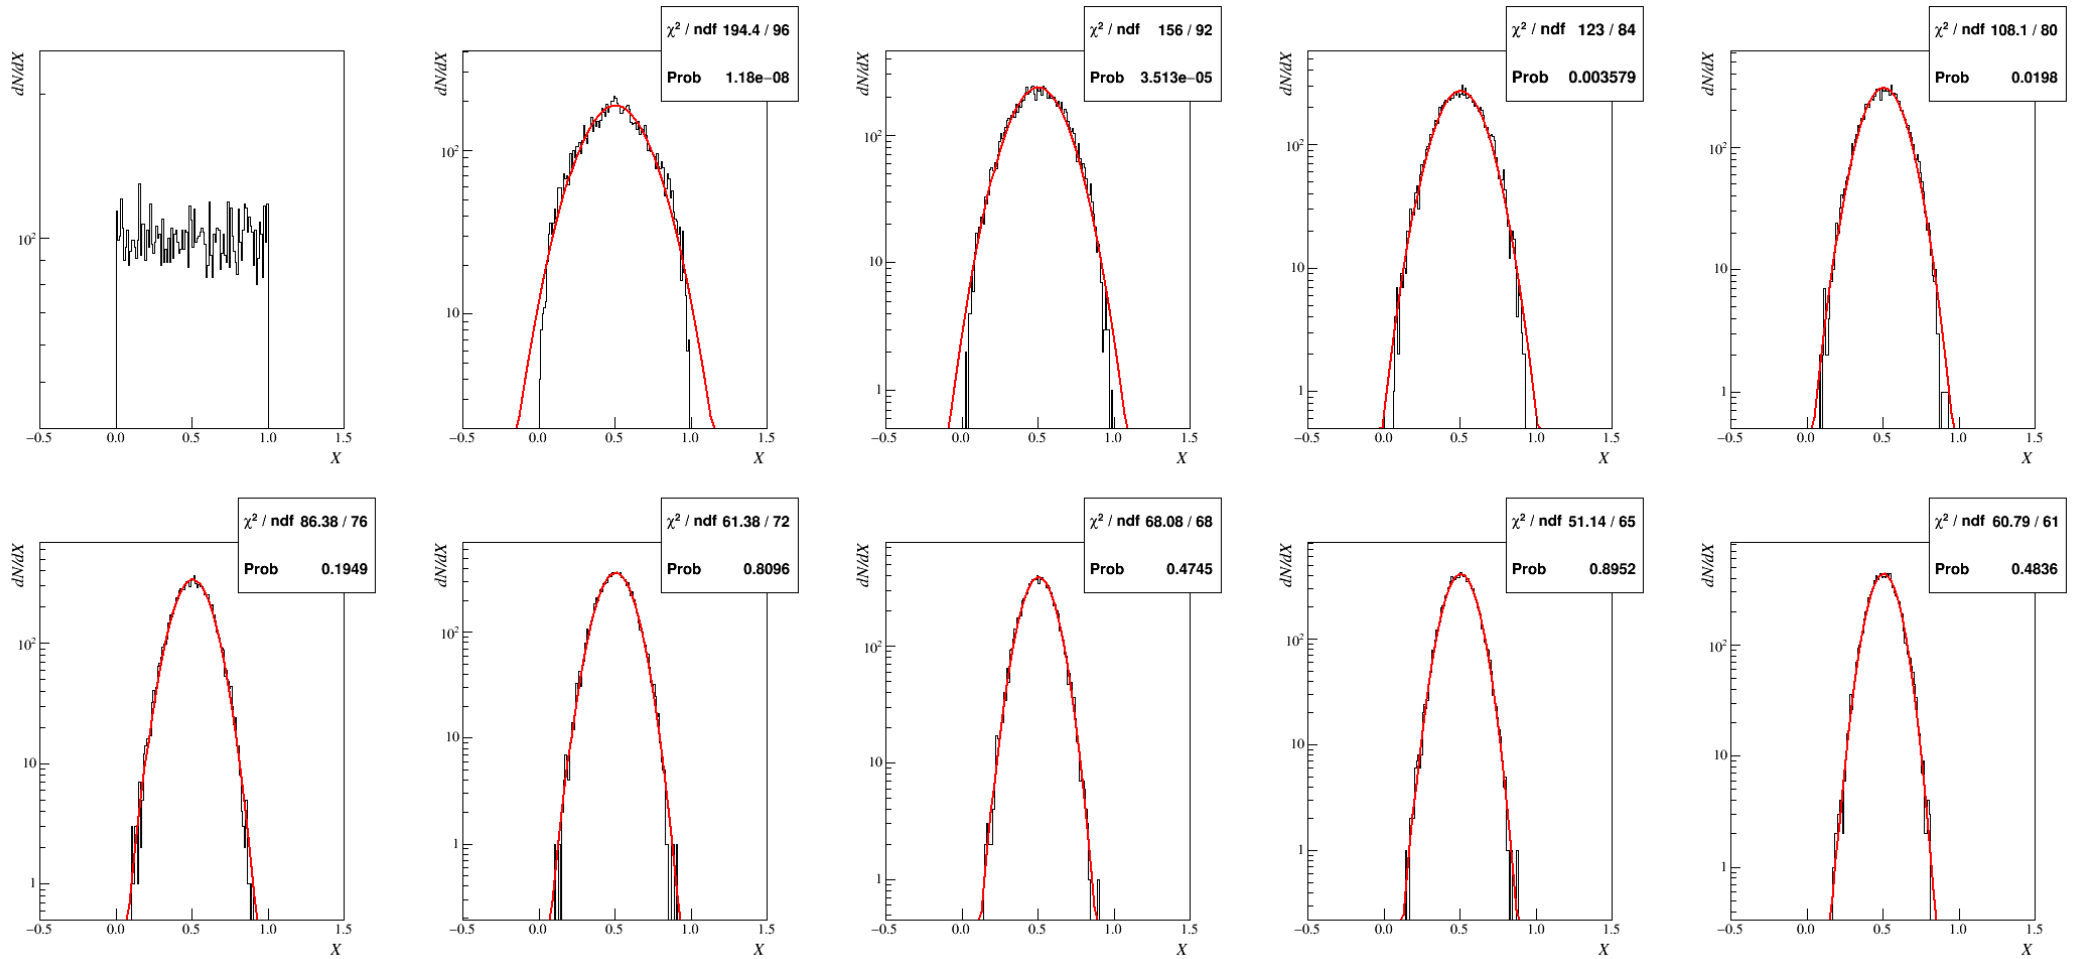 χ² / ndf 194.4 / 96
Prob 1.18e−08
χ² / ndf 156 / 92
Prob 3.513e−05
χ² / ndf 123 / 84
Prob 0.003579
χ² / ndf 108.1 / 80
Prob 0.0198
dN/dX
10²
−0.5 0.0 0.5 1.0 1.5
X
dN/dX
10²
10
−0.5 0.0 0.5 1.0 1.5
X
dN/dX
10²
10
1
−0.5 0.0 0.5 1.0 1.5
X
dN/dX
10²
10
1
−0.5 0.0 0.5 1.0 1.5
X
dN/dX
10²
10
1
−0.5 0.0 0.5 1.0 1.5
X
χ² / ndf 86.38 / 76
Prob 0.1949
χ² / ndf 61.38 / 72
Prob 0.8096
χ² / ndf 68.08 / 68
Prob 0.4745
χ² / ndf 51.14 / 65
Prob 0.8952
χ² / ndf 60.79 / 61
Prob 0.4836
dN/dX
10²
10
1
−0.5 0.0 0.5 1.0 1.5
X
dN/dX
10²
10
1
−0.5 0.0 0.5 1.0 1.5
X
dN/dX
10²
10
1
−0.5 0.0 0.5 1.0 1.5
X
dN/dX
10²
10
1
−0.5 0.0 0.5 1.0 1.5
X
dN/dX
10²
10
1
−0.5 0.0 0.5 1.0 1.5
X